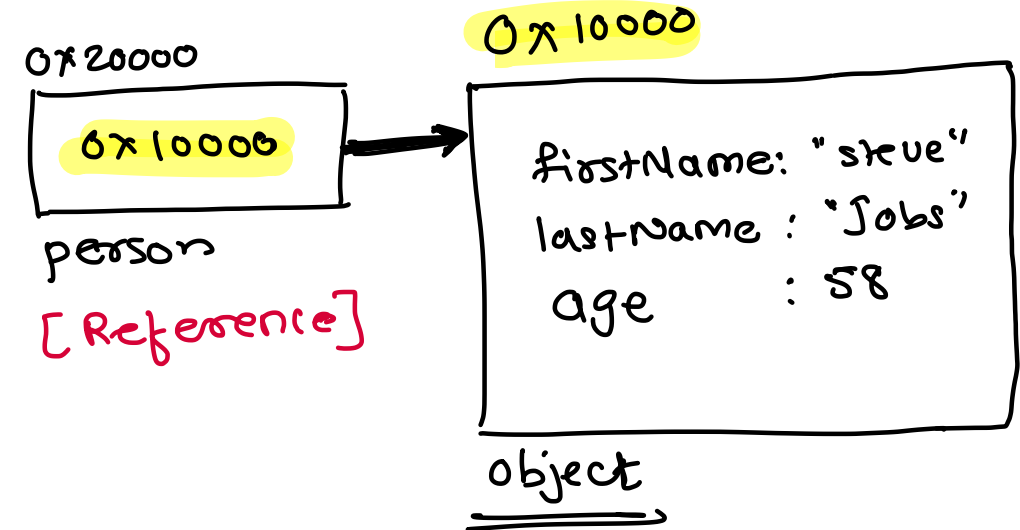 0x20000
0x10000
person
[Reference]
0x10000
firstName: "steve"
lastName : "Jobs"
age : 58
object